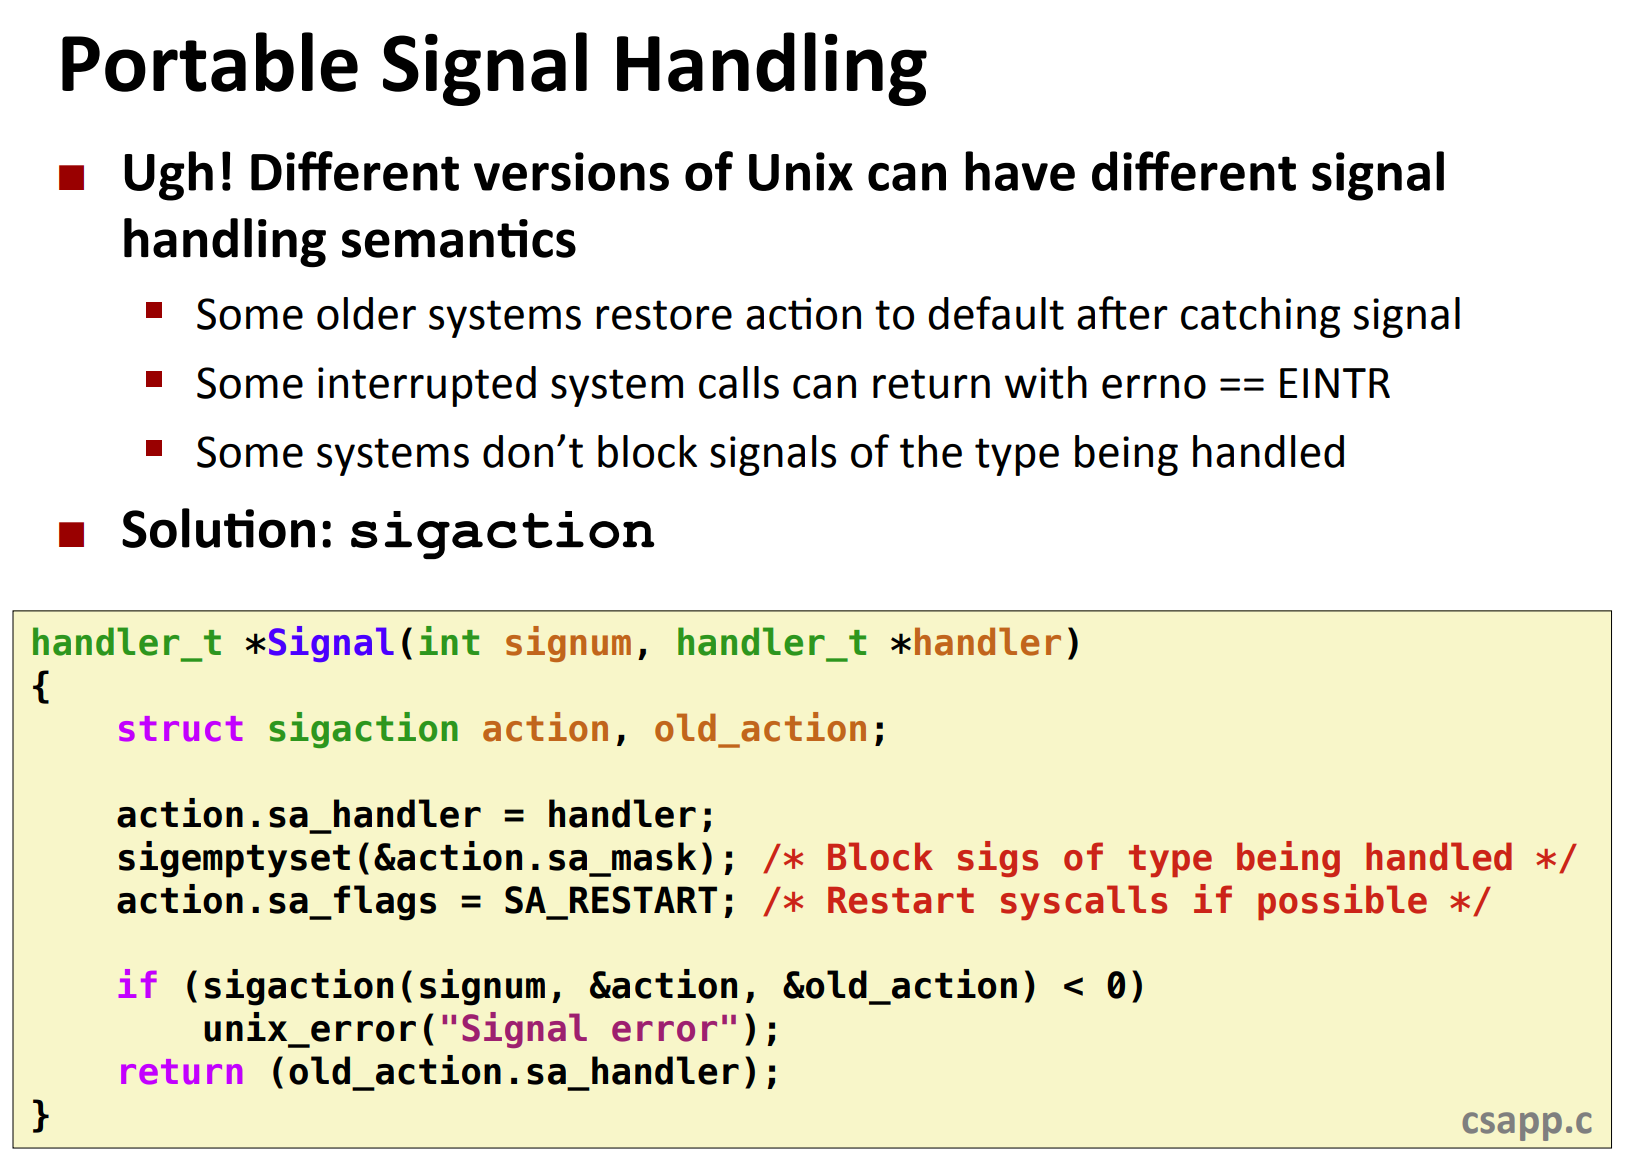 Portable Signal Handling
Ugh! Different versions of Unix can have different signal
handling semantics
Some older systems restore action to default after catching signal
Some interrupted system calls can return with errno == EINTR
Some systems don’t block signals of the type being handled
Solution: sigaction
handler_t *Signal(int signum, handler_t *handler)
{
    struct sigaction action, old_action;

    action.sa_handler = handler;
    sigemptyset(&action.sa_mask); /* Block sigs of type being handled */
    action.sa_flags = SA_RESTART; /* Restart syscalls if possible */

    if (sigaction(signum, &action, &old_action) < 0)
        unix_error("Signal error");
    return (old_action.sa_handler);
}
csapp.c